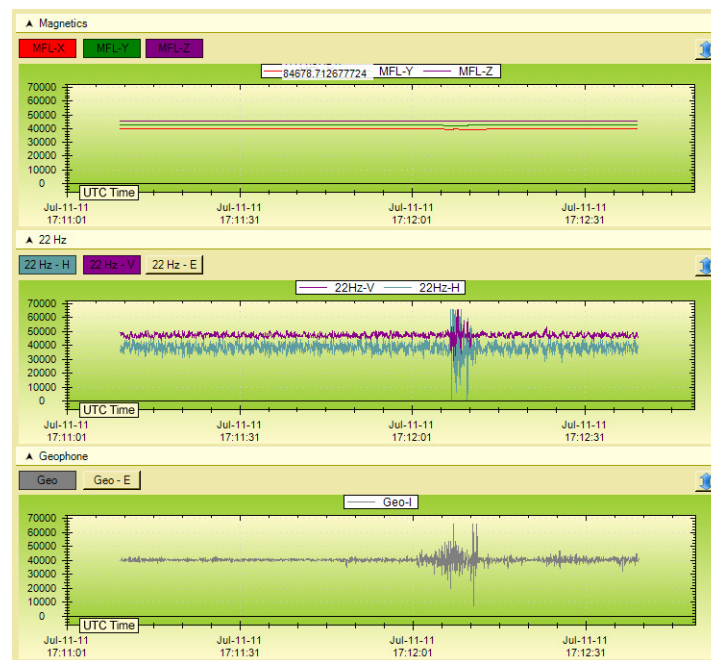 Magnetics
MFL-X MFL-Y MFL-Z
84678.712677724 MFL-Y MFL-Z
70000
60000
50000
40000
30000
20000
10000
0
UTC Time
Jul-11-11 Jul-11-11 Jul-11-11 Jul-11-11
17:11:01 17:11:31 17:12:01 17:12:31
22 Hz
22 Hz - H 22 Hz - V 22 Hz - E
22Hz-V 22Hz-H
70000
60000
50000
40000
30000
20000
10000
0
UTC Time
Jul-11-11 Jul-11-11 Jul-11-11 Jul-11-11
17:11:01 17:11:31 17:12:01 17:12:31
Geophone
Geo Geo - E
Geo-I
70000
60000
50000
40000
30000
20000
10000
0
UTC Time
Jul-11-11 Jul-11-11 Jul-11-11 Jul-11-11
17:11:01 17:11:31 17:12:01 17:12:31